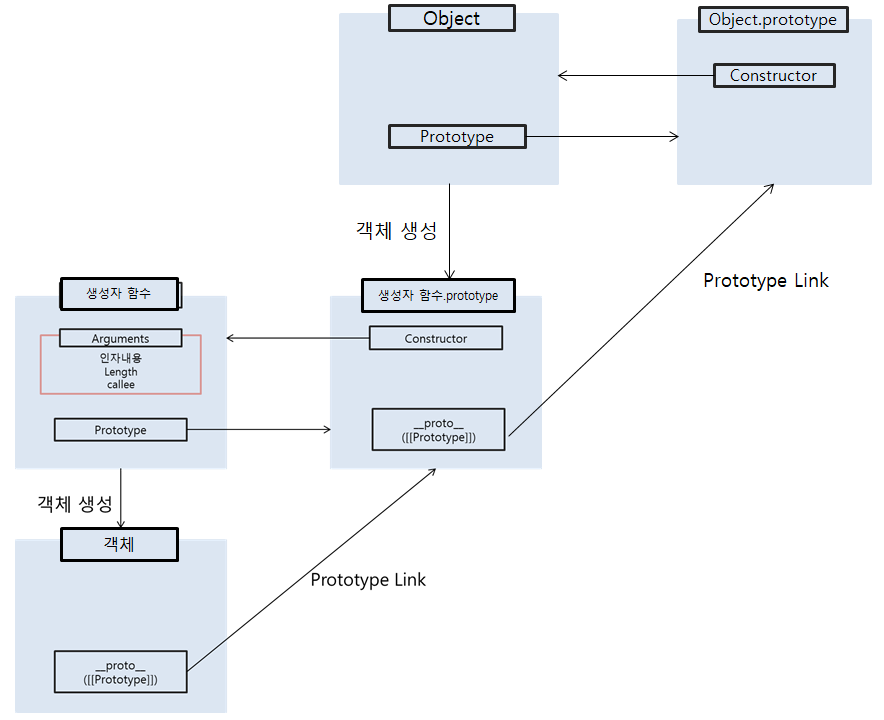 Object
Object.prototype
Constructor
Prototype
객체 생성
Prototype Link
생성자 함수
생성자 함수.prototype
Arguments
인자내용
Length
callee
Constructor
Prototype
__proto__
([[Prototype]])
객체 생성
객체
Prototype Link
__proto__
([[Prototype]])